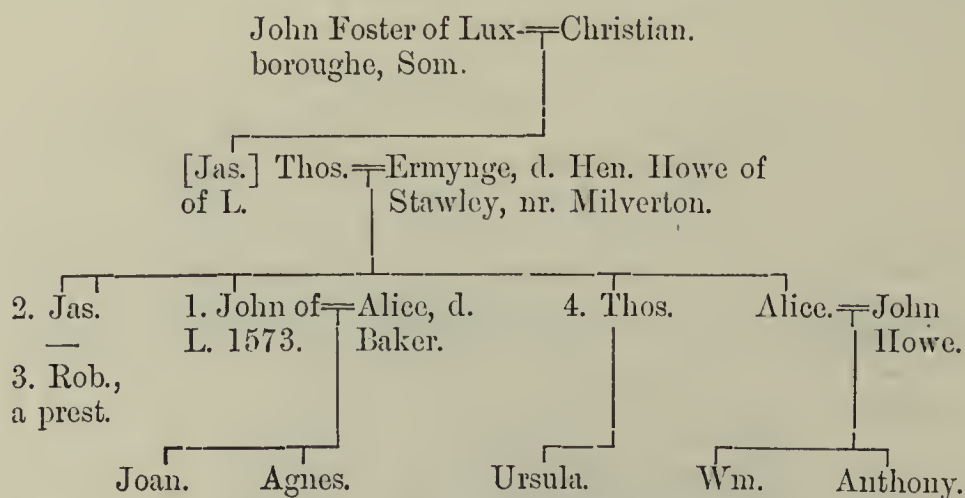 John Foster of Lux- Christian.
boroughe, Som.
[Jas.] Thos. Ermynge, d. Hen. Howe of
of L. Stawley, nr. Milverton.
2. Jas. 1. John of Alice, d. 4. Thos. Alice. John
— L. 1573. Baker. Howe.
3. Rob.,
a prest.
Joan. Agnes. Ursula. Wm. Anthony.